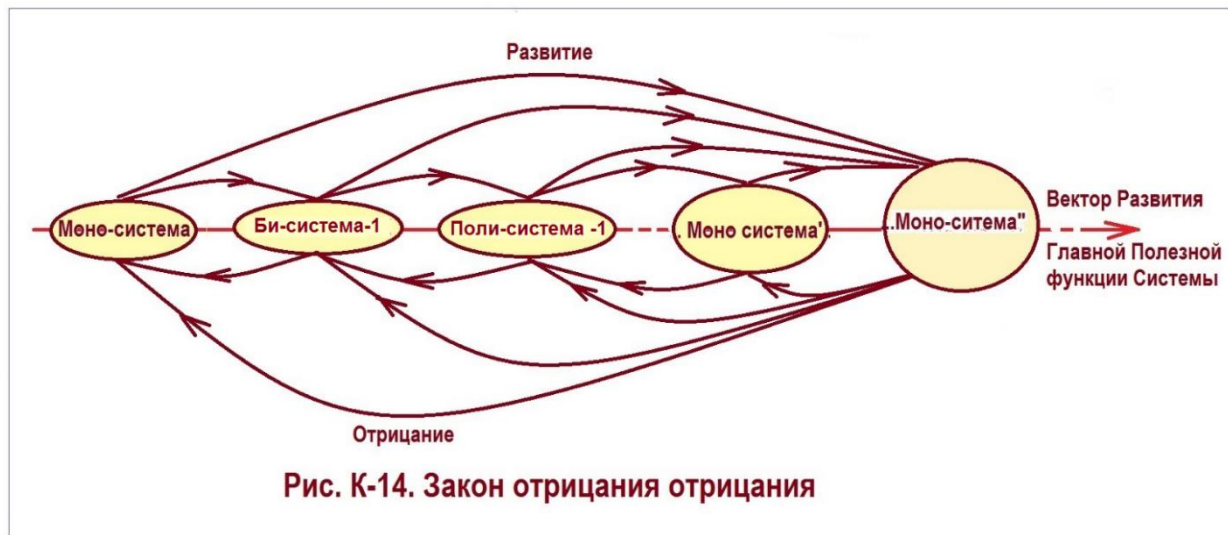 Развитие
Моно-система
Би-система-1
Поли-система -1
. Моно система'.
..Моно-ситема"
Вектор Развития
Главной Полезной
функции Системы
Отрицание
Рис. К-14. Закон отрицания отрицания